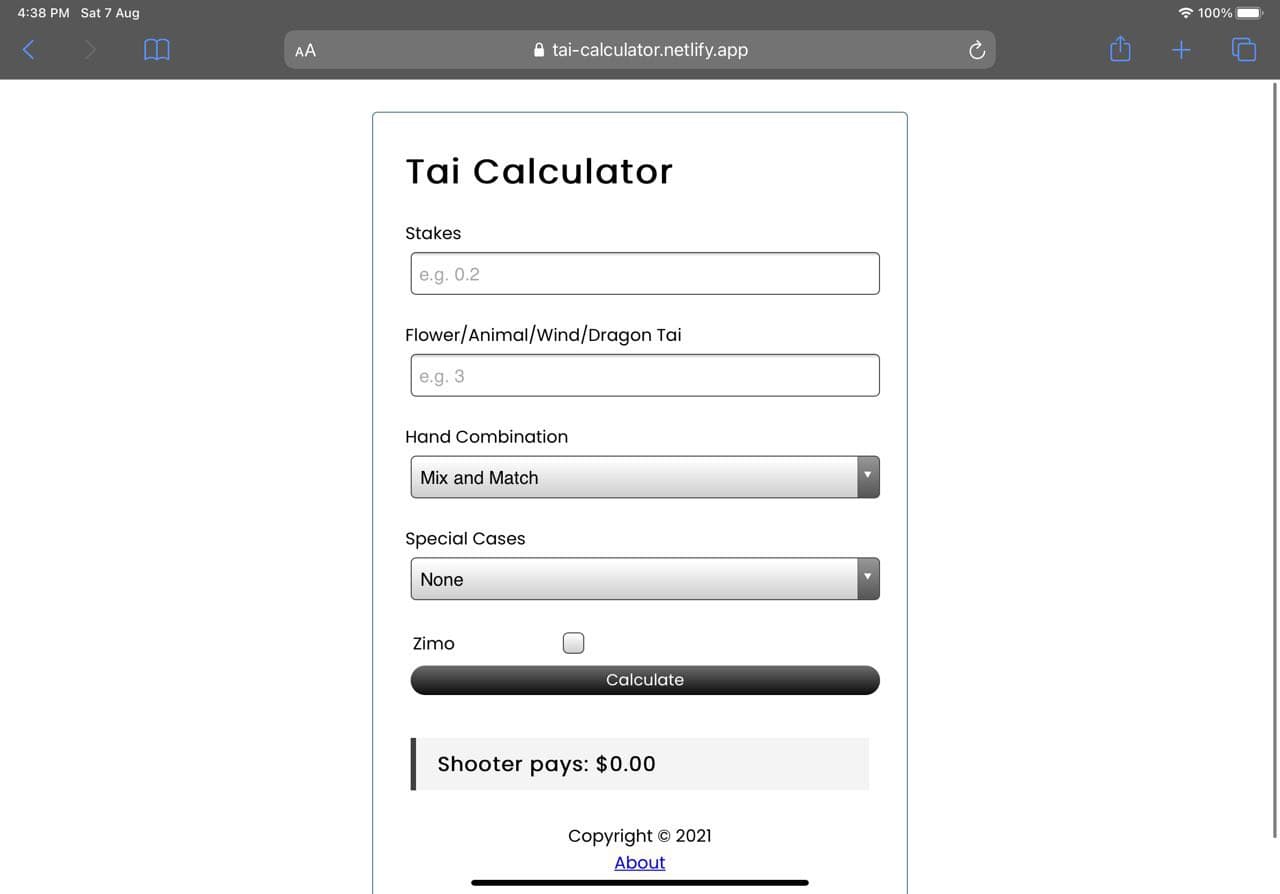 4:38 PM Sat 7 Aug 100%
AA tai-calculator.netlify.app
Tai Calculator
Stakes
e.g. 0.2
Flower/Animal/Wind/Dragon Tai
e.g. 3
Hand Combination
Mix and Match
Special Cases
None
Zimo
Calculate
Shooter pays: $0.00
Copyright © 2021
About